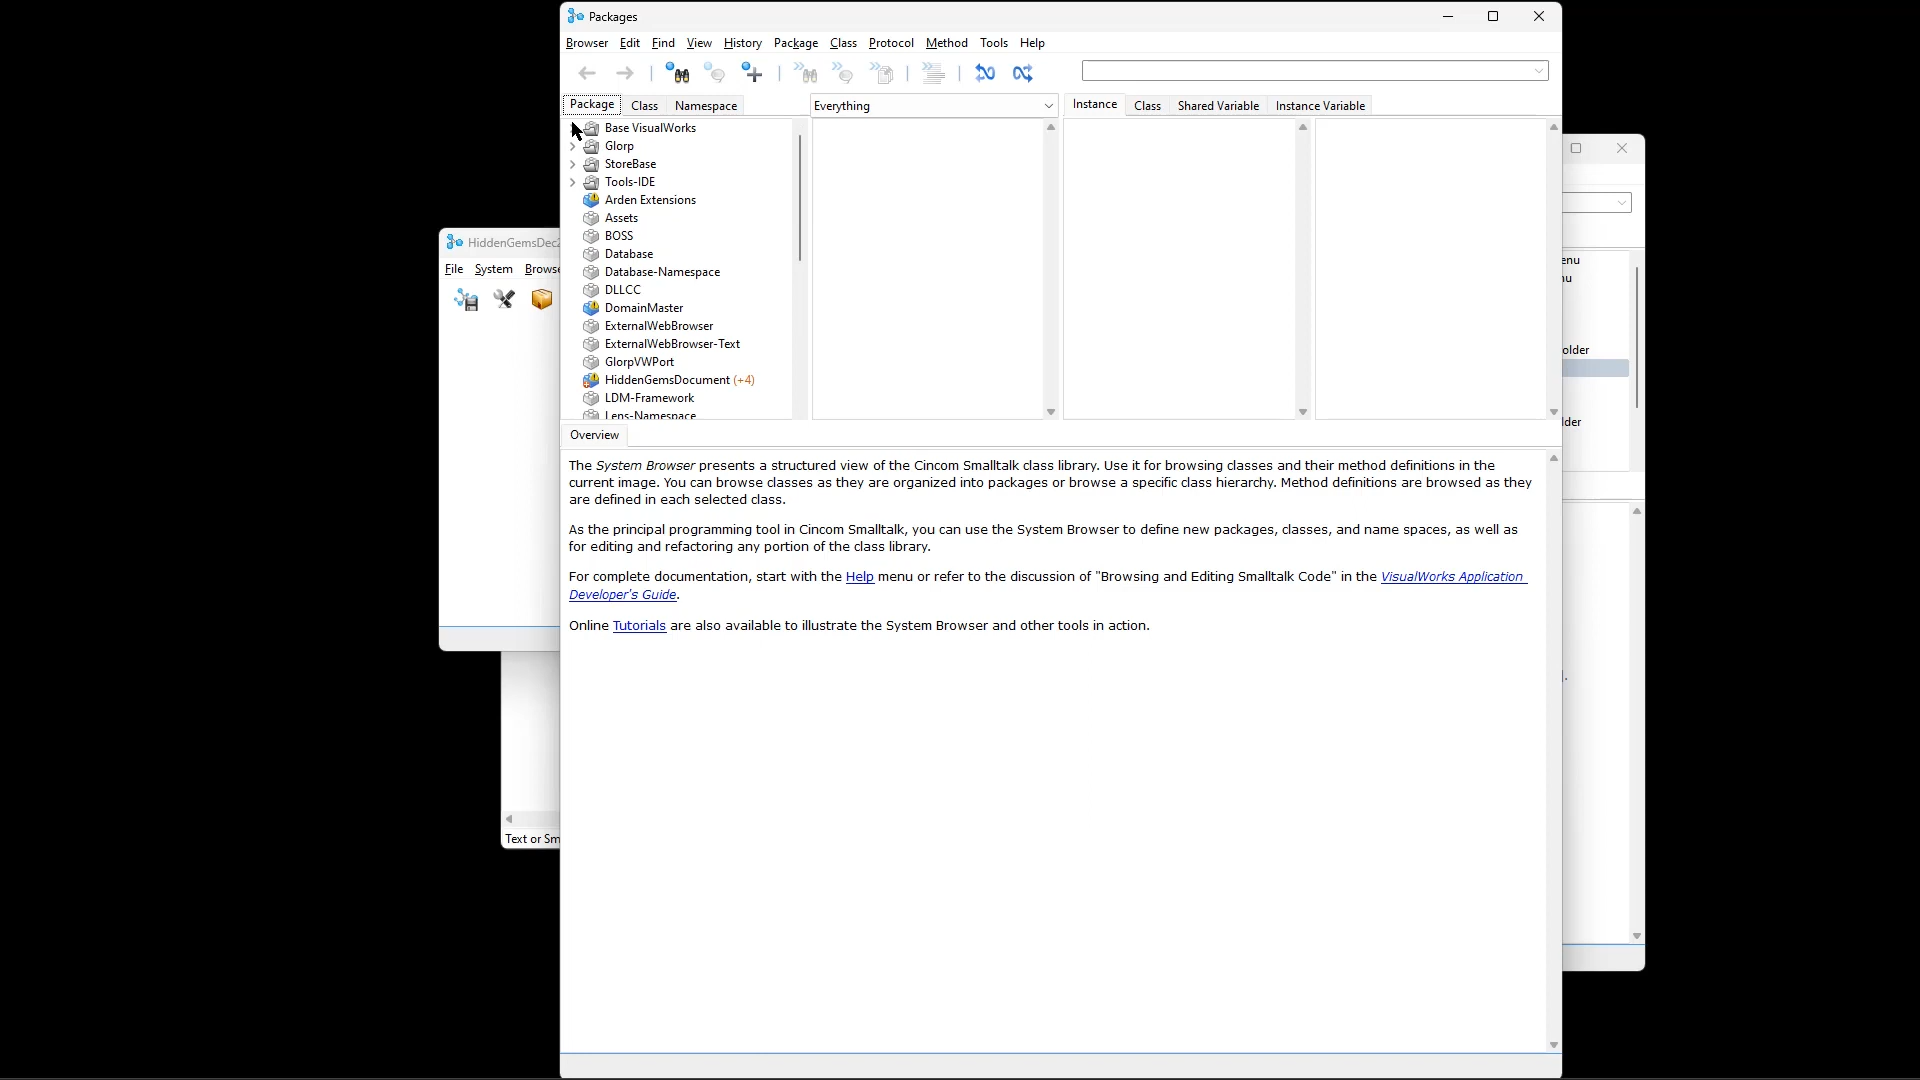 Packages
Browser Edit Find View History Package Class Protocol Method Tools Help
Package Class Namespace Everything Instance Class Shared Variable Instance Variable
Base VisualWorks
Glorp
StoreBase
Tools-IDE
Arden Extensions
Assets
BOSS
Database
Database-Namespace
DLLCC
DomainMaster
ExternalWebBrowser
ExternalWebBrowser-Text
GlorpVWPort
HiddenGemsDocument (+4)
LDM-Framework
Lens-Namespace
Overview
The System Browser presents a structured view of the Cincom Smalltalk class library. Use it for browsing classes and their method definitions in the
current image. You can browse classes as they are organized into packages or browse a specific class hierarchy. Method definitions are browsed as they
are defined in each selected class.
As the principal programming tool in Cincom Smalltalk, you can use the System Browser to define new packages, classes, and name spaces, as well as
for editing and refactoring any portion of the class library.
For complete documentation, start with the Help menu or refer to the discussion of "Browsing and Editing Smalltalk Code" in the VisualWorks Application
Developer's Guide.
Online Tutorials are also available to illustrate the System Browser and other tools in action.
HiddenGemsDec2
File System Browse
Text or Sm
enu
nu
older
lder